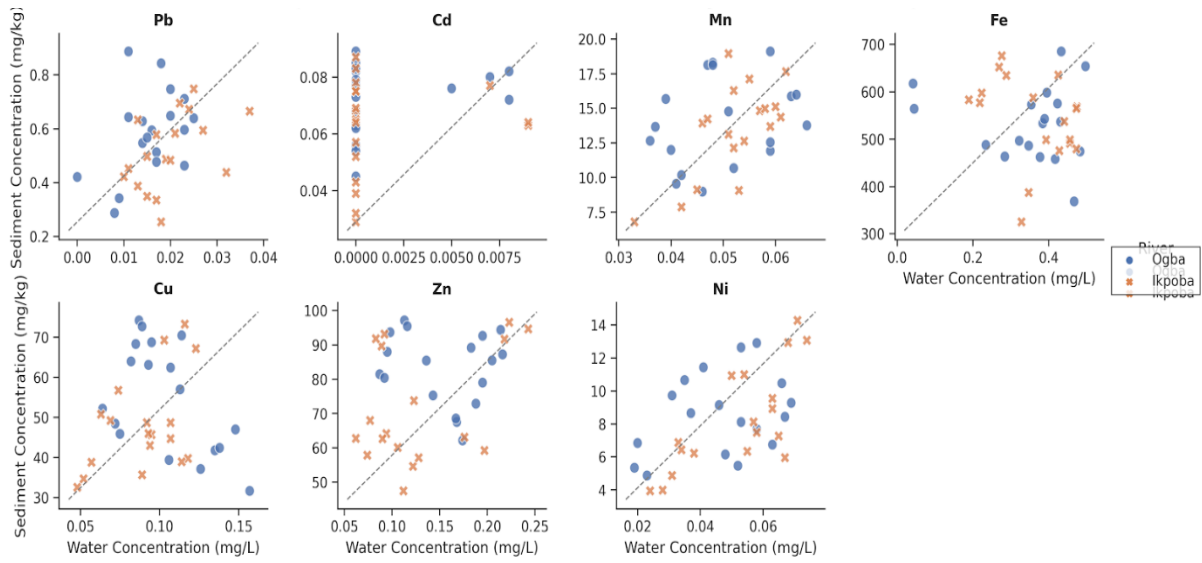 Pb
Cd
Mn
Fe
Sediment Concentration (mg/kg)
0.8
0.6
0.4
0.2
0.00 0.01 0.02 0.03 0.04
0.08
0.06
0.04
0.0000 0.0025 0.0050 0.0075
20.0
17.5
15.0
12.5
10.0
7.5
0.03 0.04 0.05 0.06
700
600
500
400
300
0.0 0.2 0.4
Water Concentration (mg/L)
River
Ogba
Ogba
Ikpoba
Ikpoba
Cu
Zn
Ni
Sediment Concentration (mg/kg)
70
60
50
40
30
0.05 0.10 0.15
Water Concentration (mg/L)
100
90
80
70
60
50
0.05 0.10 0.15 0.20 0.25
Water Concentration (mg/L)
14
12
10
8
6
4
0.02 0.04 0.06
Water Concentration (mg/L)